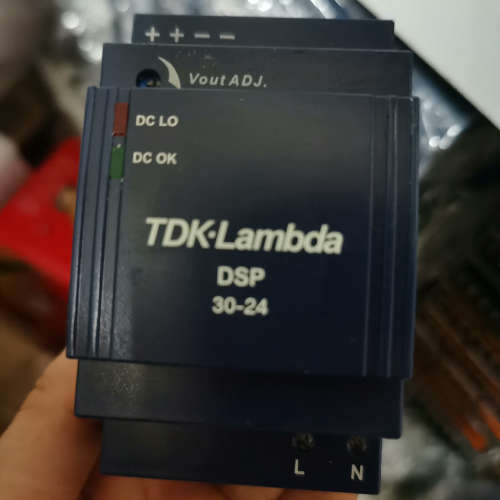 + + - -
Vout ADJ.
DC LO
DC OK
TDK·Lambda
DSP
30-24
L N